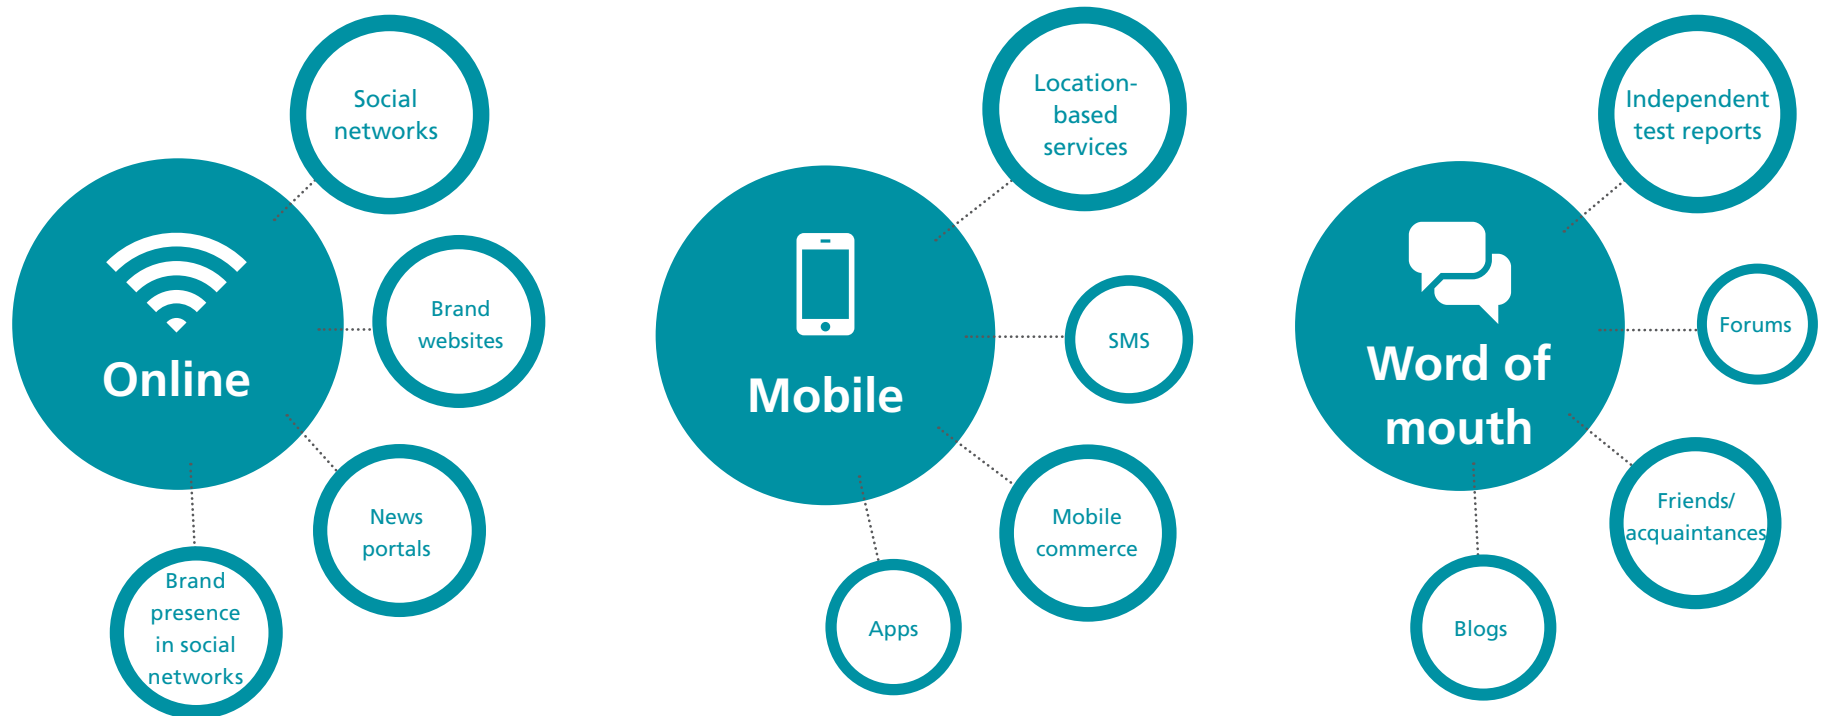 Social
networks
Brand
websites
Online
News
portals
Brand
presence
in social
networks
Location-
based
services
SMS
Mobile
Mobile
commerce
Apps
Independent
test reports
Forums
Word of
mouth
Friends/
acquaintances
Blogs